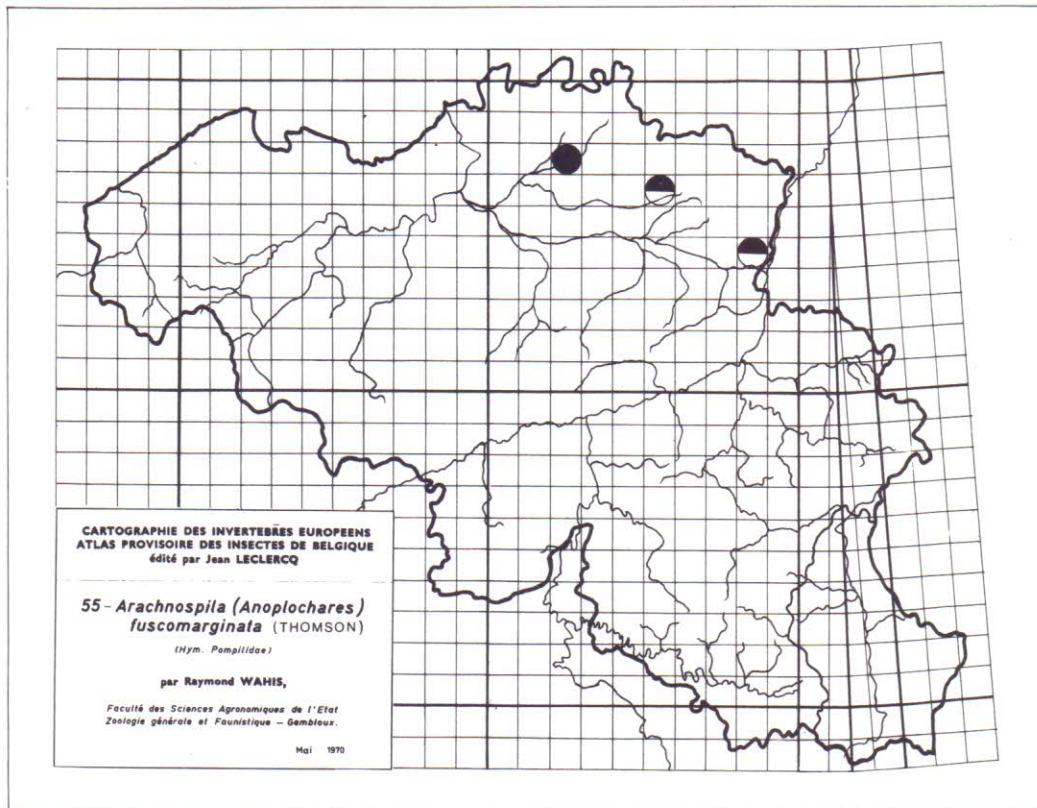 CARTOGRAPHIE DES INVERTEBRES EUROPEENS
ATLAS PROVISOIRE DES INSECTES DE BELGIQUE
édité par Jean LECLERCQ
55 - Arachnospila (Anoplochares)
fuscomarginata (THOMSON)
(Hym. Pompilidae)
par Raymond WAHIS,
Faculté des Sciences Agronomiques de l'Etat
Zoologie générale et Faunistique – Gembloux.
Mai 1970